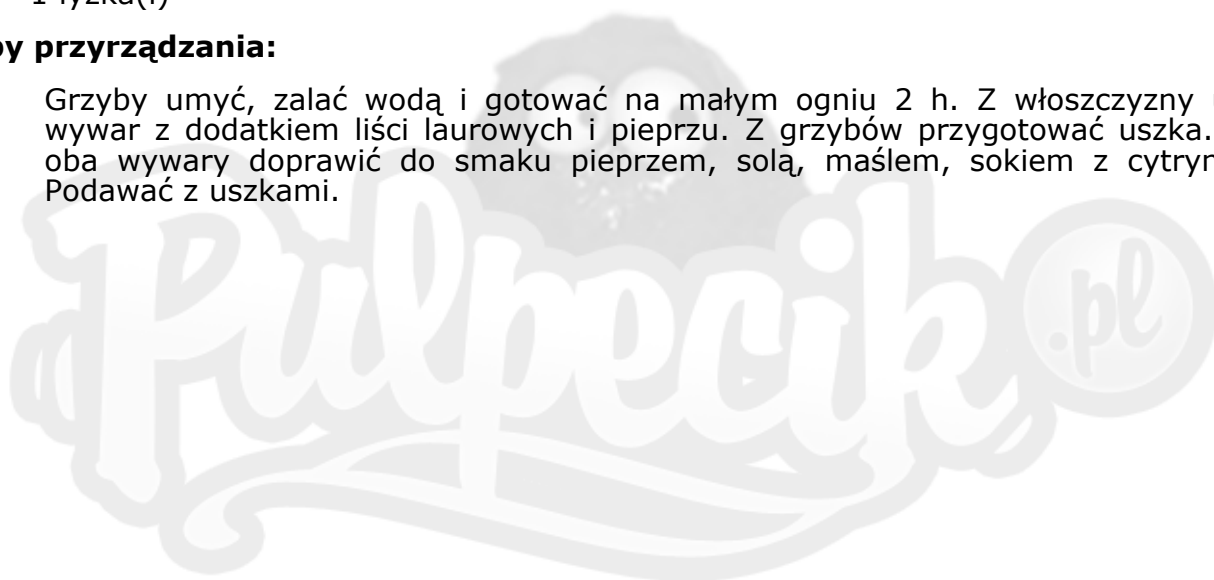 1 łyżka(i)
by przyrządzania:
Grzyby umyć, zalać wodą i gotować na małym ogniu 2 h. Z włoszczyzny
wywar z dodatkiem liści laurowych i pieprzu. Z grzybów przygotować uszka.
oba wywary doprawić do smaku pieprzem, solą, maślem, sokiem z cytryn
Podawać z uszkami.
Pulpecik.pl